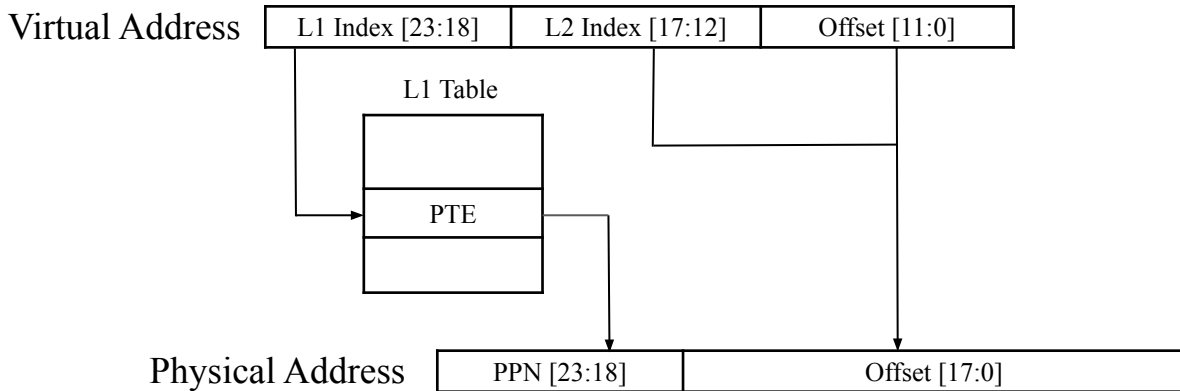 Virtual Address L1 Index [23:18] L2 Index [17:12] Offset [11:0]
L1 Table
PTE
Physical Address PPN [23:18] Offset [17:0]